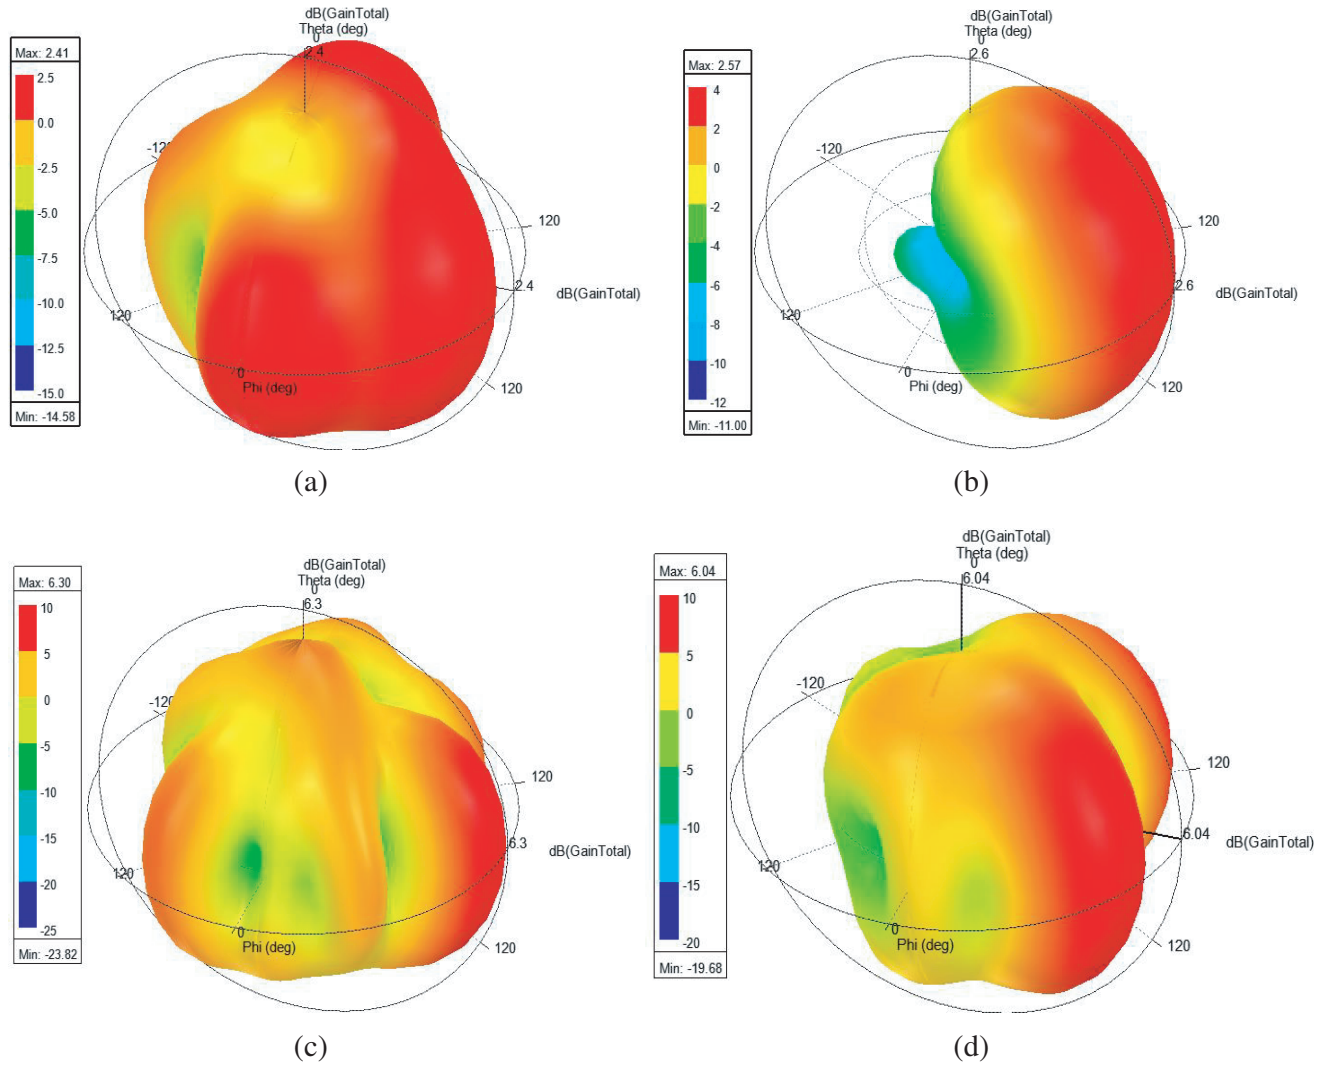 dB(GainTotal)
Theta (deg)
0
2.4
Max: 2.41
2.5
0.0
-2.5
-5.0
-7.5
-10.0
-12.5
-15.0
Min: -14.58
-120
120
120
2.4
dB(GainTotal)
0
Phi (deg)
120
(a)
dB(GainTotal)
Theta (deg)
0
2.6
Max: 2.57
4
2
0
-2
-4
-6
-8
-10
-12
Min: -11.00
-120
120
120
2.6
dB(GainTotal)
0
Phi (deg)
120
(b)
dB(GainTotal)
Theta (deg)
0
6.3
Max: 6.30
10
5
0
-5
-10
-15
-20
-25
Min: -23.82
-120
120
6.3
dB(GainTotal)
120
0
Phi (deg)
120
(c)
dB(GainTotal)
Theta (deg)
0
6.04
Max: 6.04
10
5
0
-5
-10
-15
-20
Min: -19.68
-120
120
6.04
dB(GainTotal)
120
0
Phi (deg)
120
(d)